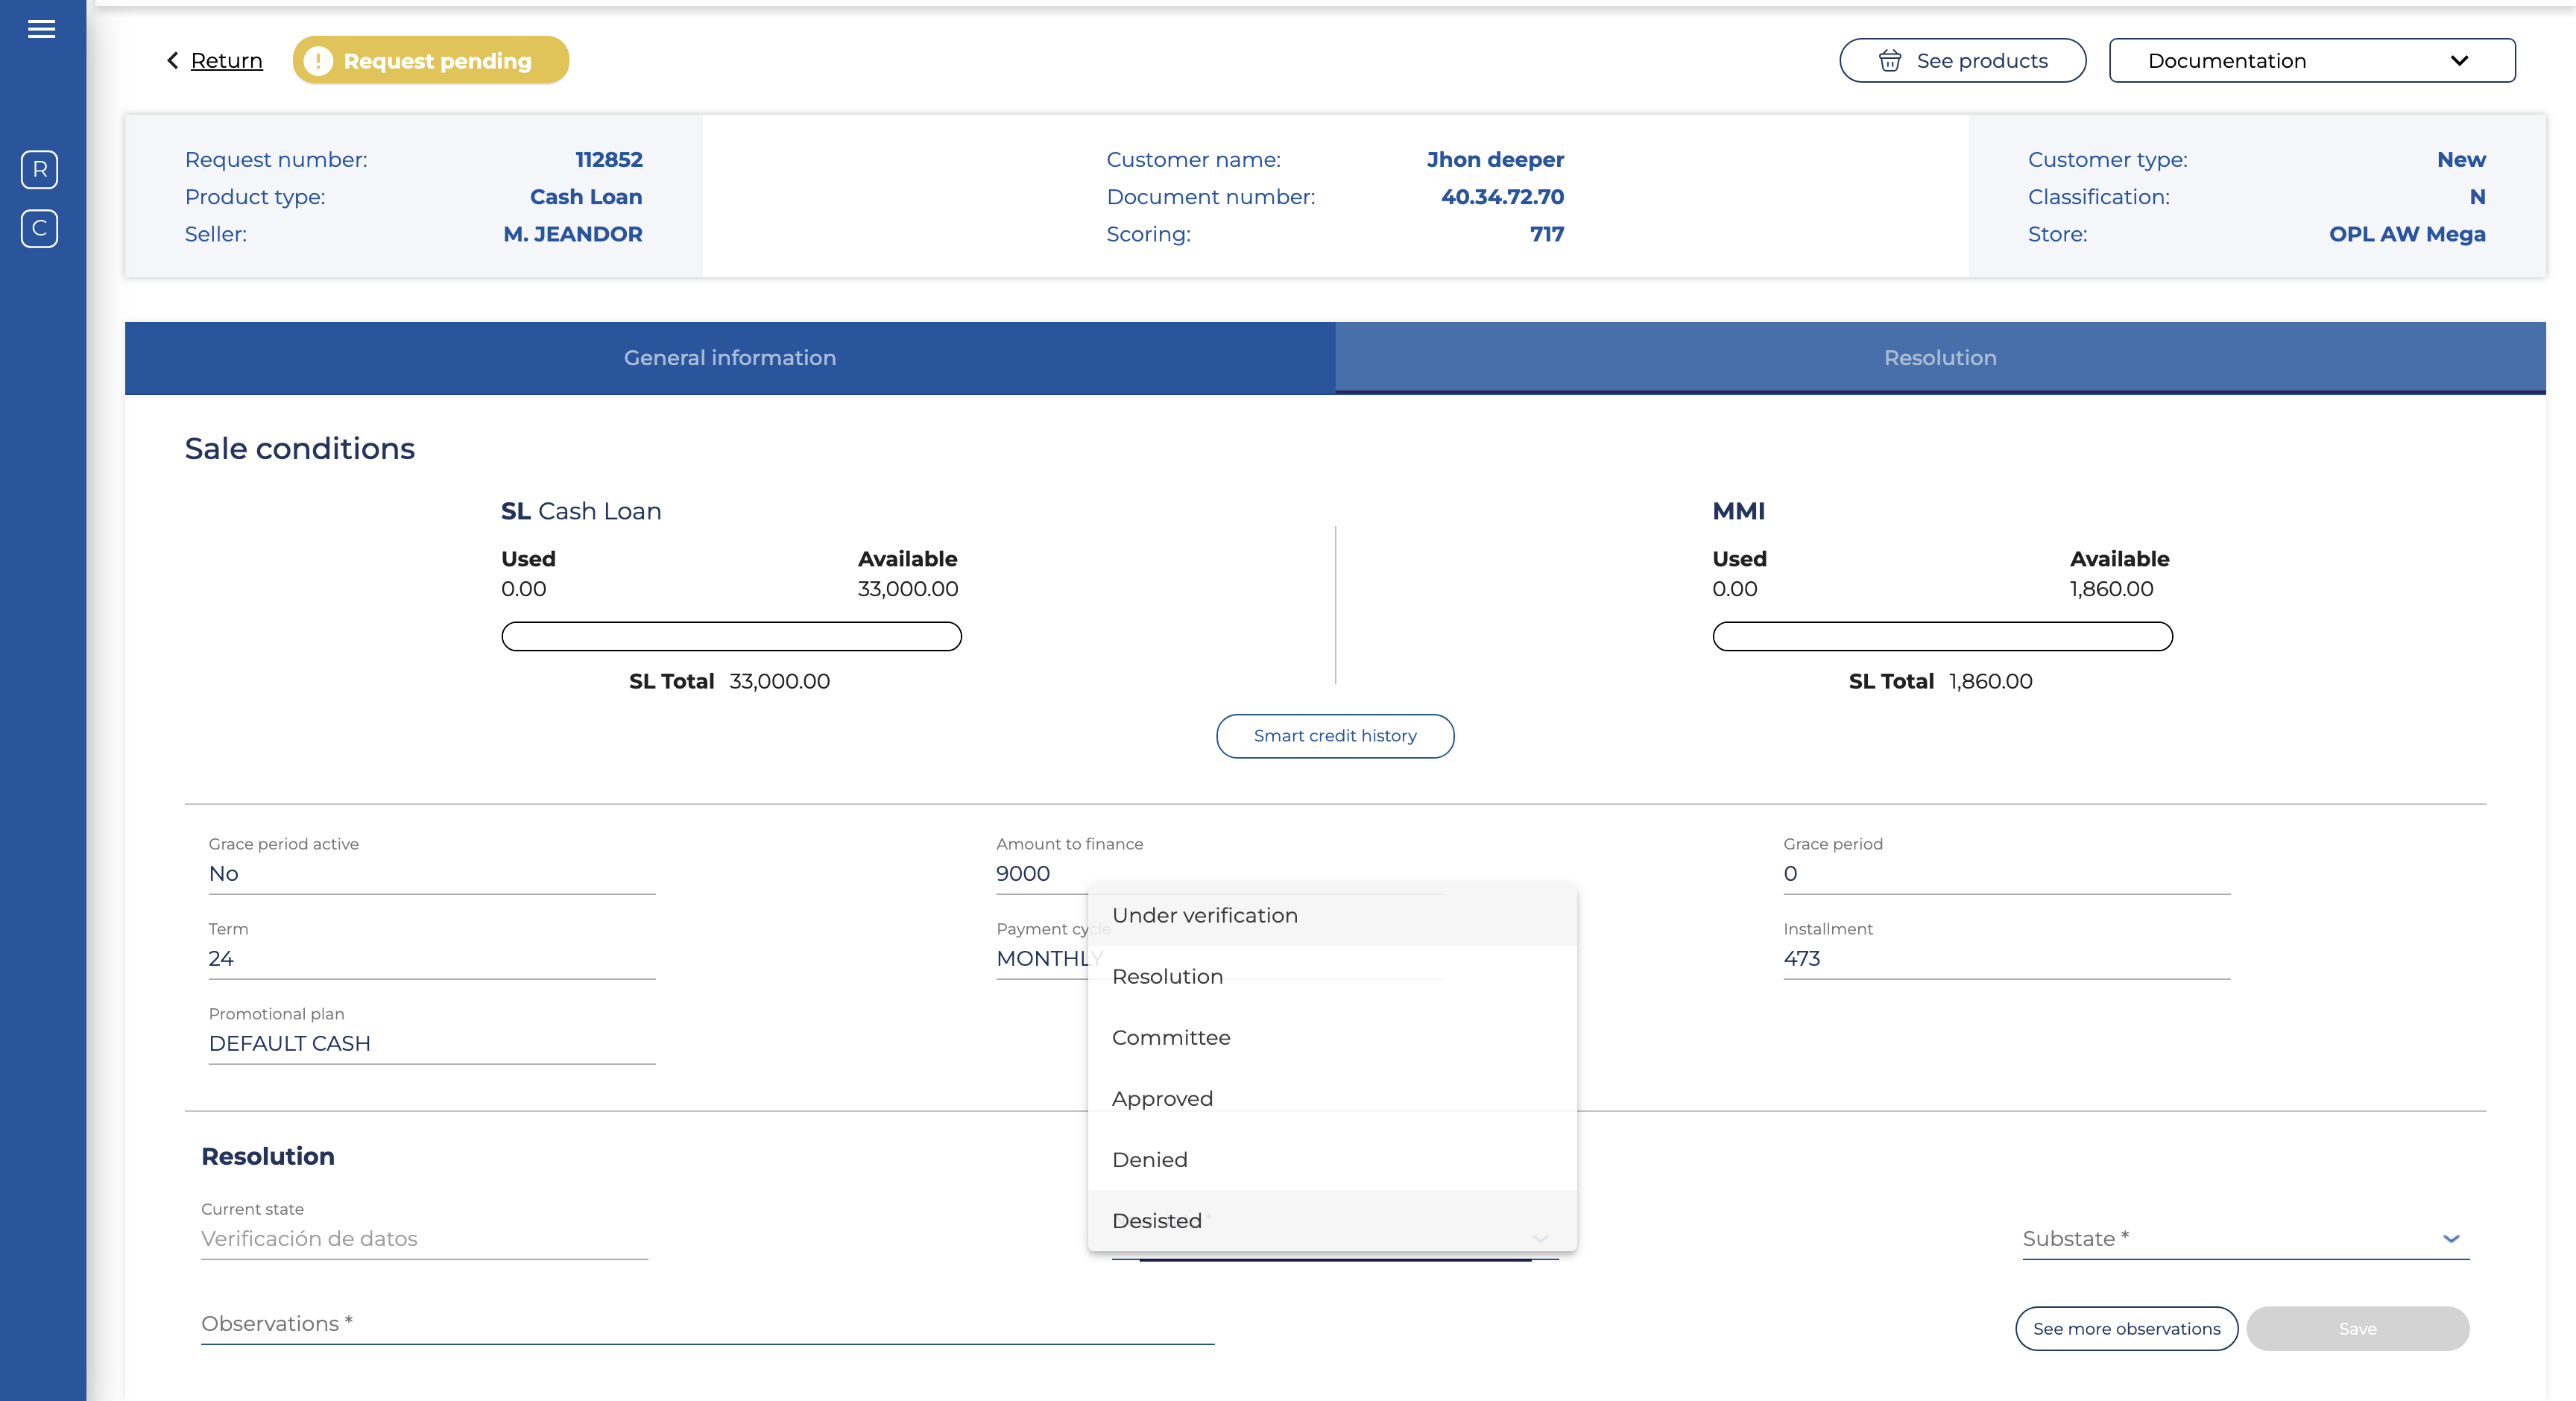 Return
Request pending
See products
Documentation
R
C
Request number: 112852
Product type: Cash Loan
Seller: M. JEANDOR
Customer name: Jhon deeper
Document number: 40.34.72.70
Scoring: 717
Customer type: New
Classification: N
Store: OPL AW Mega
General information
Resolution
Sale conditions
SL Cash Loan
Used Available
0.00 33,000.00
SL Total 33,000.00
MMI
Used Available
0.00 1,860.00
SL Total 1,860.00
Smart credit history
Grace period active
No
Amount to finance
9000
Grace period
0
Term
24
Payment cycle
MONTHLY
Installment
473
Promotional plan
DEFAULT CASH
Under verification
Resolution
Committee
Approved
Denied
Desisted
Resolution
Current state
Verificación de datos
Substate *
Observations *
See more observations
Save